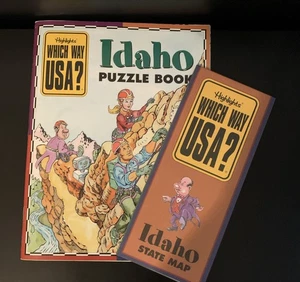 Highlights
WHICH WAY
USA?
Idaho
PUZZLE BOOK
Highlights
WHICH WAY
USA?
Idaho
STATE MAP